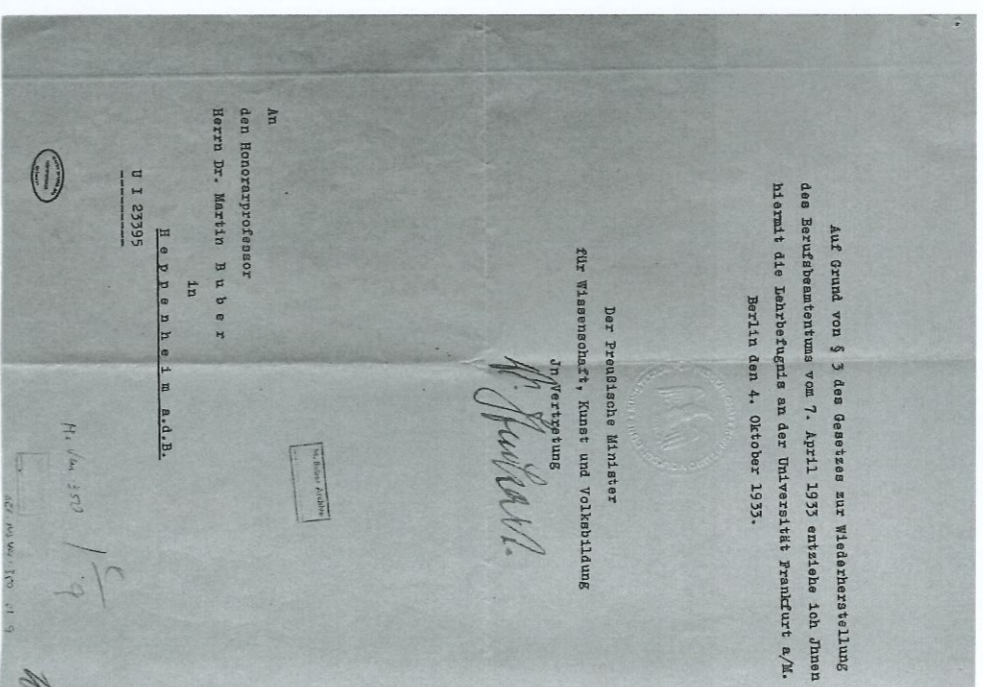 Auf Grund von § 3 des Gesetzes zur Wiederherstellung
des Berufsbeamtentums vom 7. April 1933 entziehe ich Jhnen
hiermit die Lehrbefugnis an der Universität Frankfurt a/M.
Berlin den 4. Oktober 1933.
Der Preußische Minister
für Wissenschaft, Kunst und Volksbildung
Jn Vertretung
An
den Honorarprofessor
Herrn Dr. Martin B u b e r
in
H e p p e n h e i m a.d.B.
U I 23395
M. Buber Archive
350